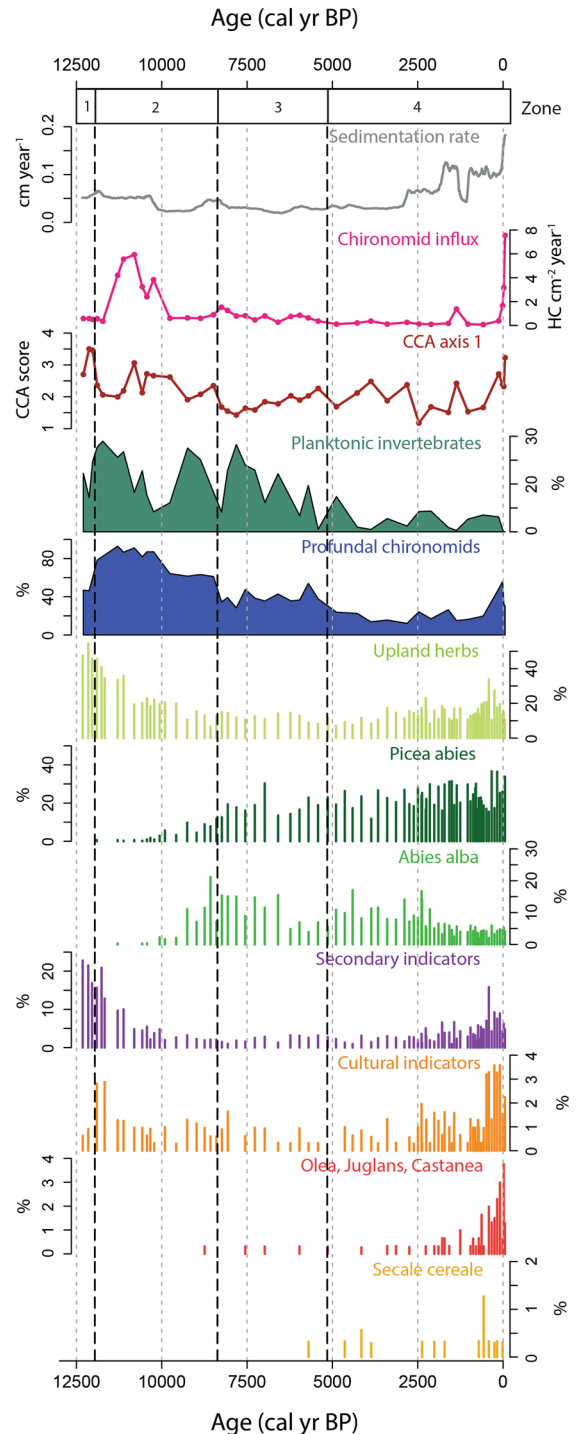 Age (cal yr BP)
12500 10000 7500 5000 2500 0
1 2 3 4 Zone
Sedimentation rate
cm year-1
0.0 0.1 0.2
Chironomid influx
HC cm-2 year-1
0 2 4 6 8
CCA axis 1
CCA score
1 2 3 4
Planktonic invertebrates
%
0 20 30
Profundal chironomids
%
0 40 80
Upland herbs
%
0 20 40
Picea abies
%
0 20 40
Abies alba
%
0 10 20 30
Secondary indicators
%
0 10 20
Cultural indicators
%
0 1 2 3 4
Olea, Juglans, Castanea
%
0 1 2 3 4
Secale cereale
%
0 1 2
12500 10000 7500 5000 2500 0
Age (cal yr BP)